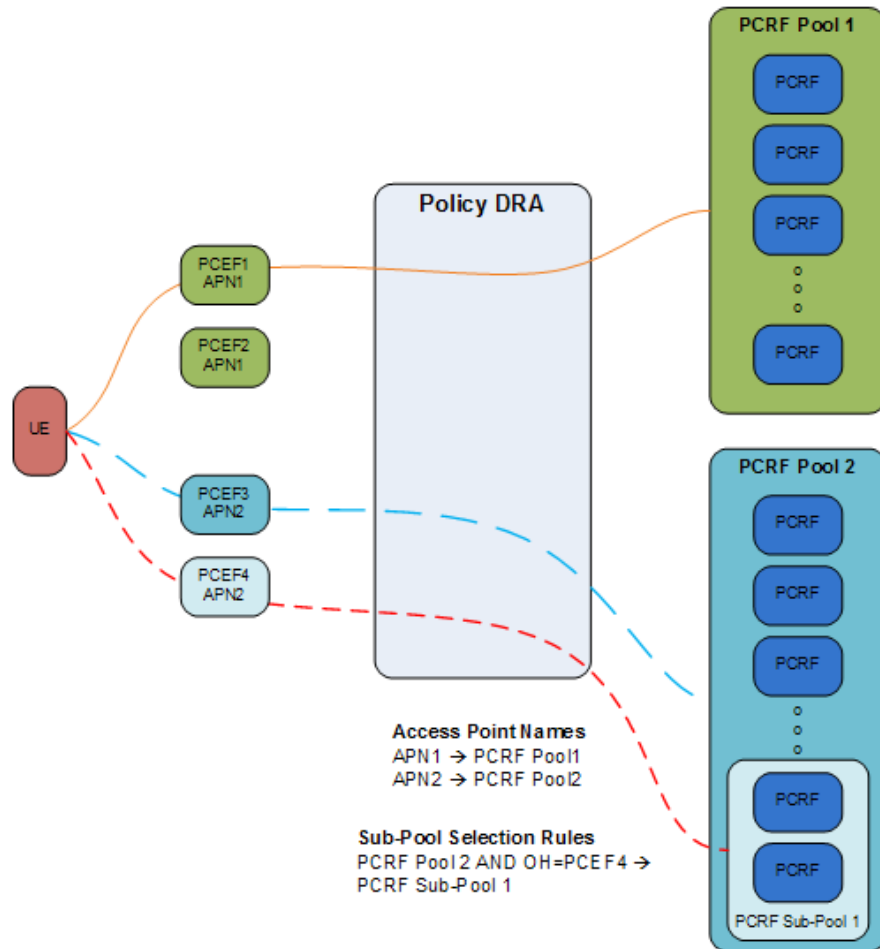 PCRF Pool 1
PCRF
PCRF
PCRF
PCRF
Policy DRA
PCEF1
APN1
PCEF2
APN1
UE
PCEF3
APN2
PCEF4
APN2
PCRF Pool 2
PCRF
PCRF
PCRF
PCRF
PCRF
PCRF Sub-Pool 1
Access Point Names
APN1 → PCRF Pool1
APN2 → PCRF Pool2
Sub-Pool Selection Rules
PCRF Pool 2 AND OH=PCEF4 →
PCRF Sub-Pool 1